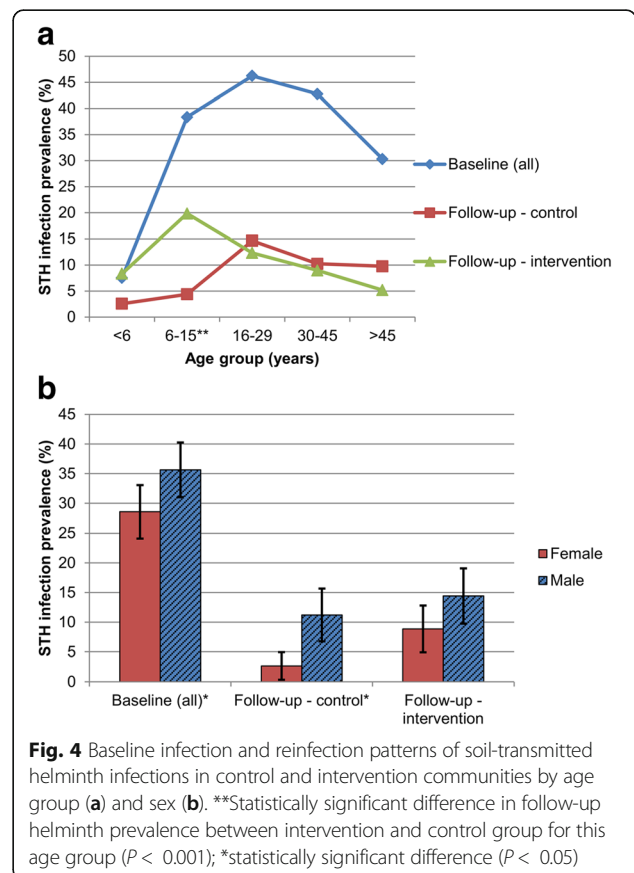 a
50
45
40
35
30
25
20
15
10
5
0
STH infection prevalence (%)
<6 6-15** 16-29 30-45 >45
Age group (years)
Baseline (all)
Follow-up - control
Follow-up - intervention
b
45
40
35
30
25
20
15
10
5
0
STH infection prevalence (%)
Baseline (all)* Follow-up - control* Follow-up -
intervention
Female
Male
Fig. 4 Baseline infection and reinfection patterns of soil-transmitted
helminth infections in control and intervention communities by age
group (a) and sex (b). **Statistically significant difference in follow-up
helminth prevalence between intervention and control group for this
age group (P < 0.001); *statistically significant difference (P < 0.05)